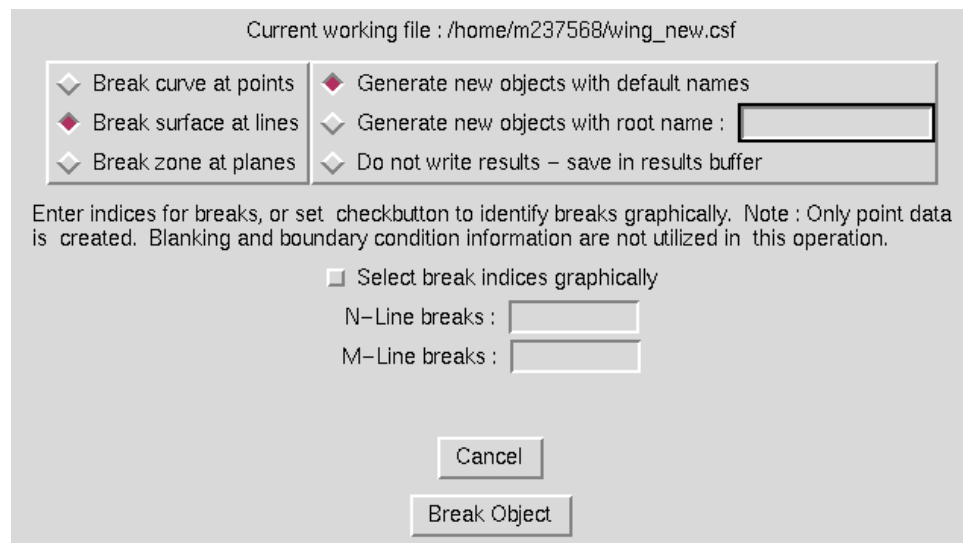 Current working file : /home/m237568/wing_new.csf
Break curve at points
Break surface at lines
Break zone at planes
Generate new objects with default names
Generate new objects with root name :
Do not write results – save in results buffer
Enter indices for breaks, or set checkbutton to identify breaks graphically. Note : Only point data
is created. Blanking and boundary condition information are not utilized in this operation.
Select break indices graphically
N–Line breaks :
M–Line breaks :
Cancel
Break Object